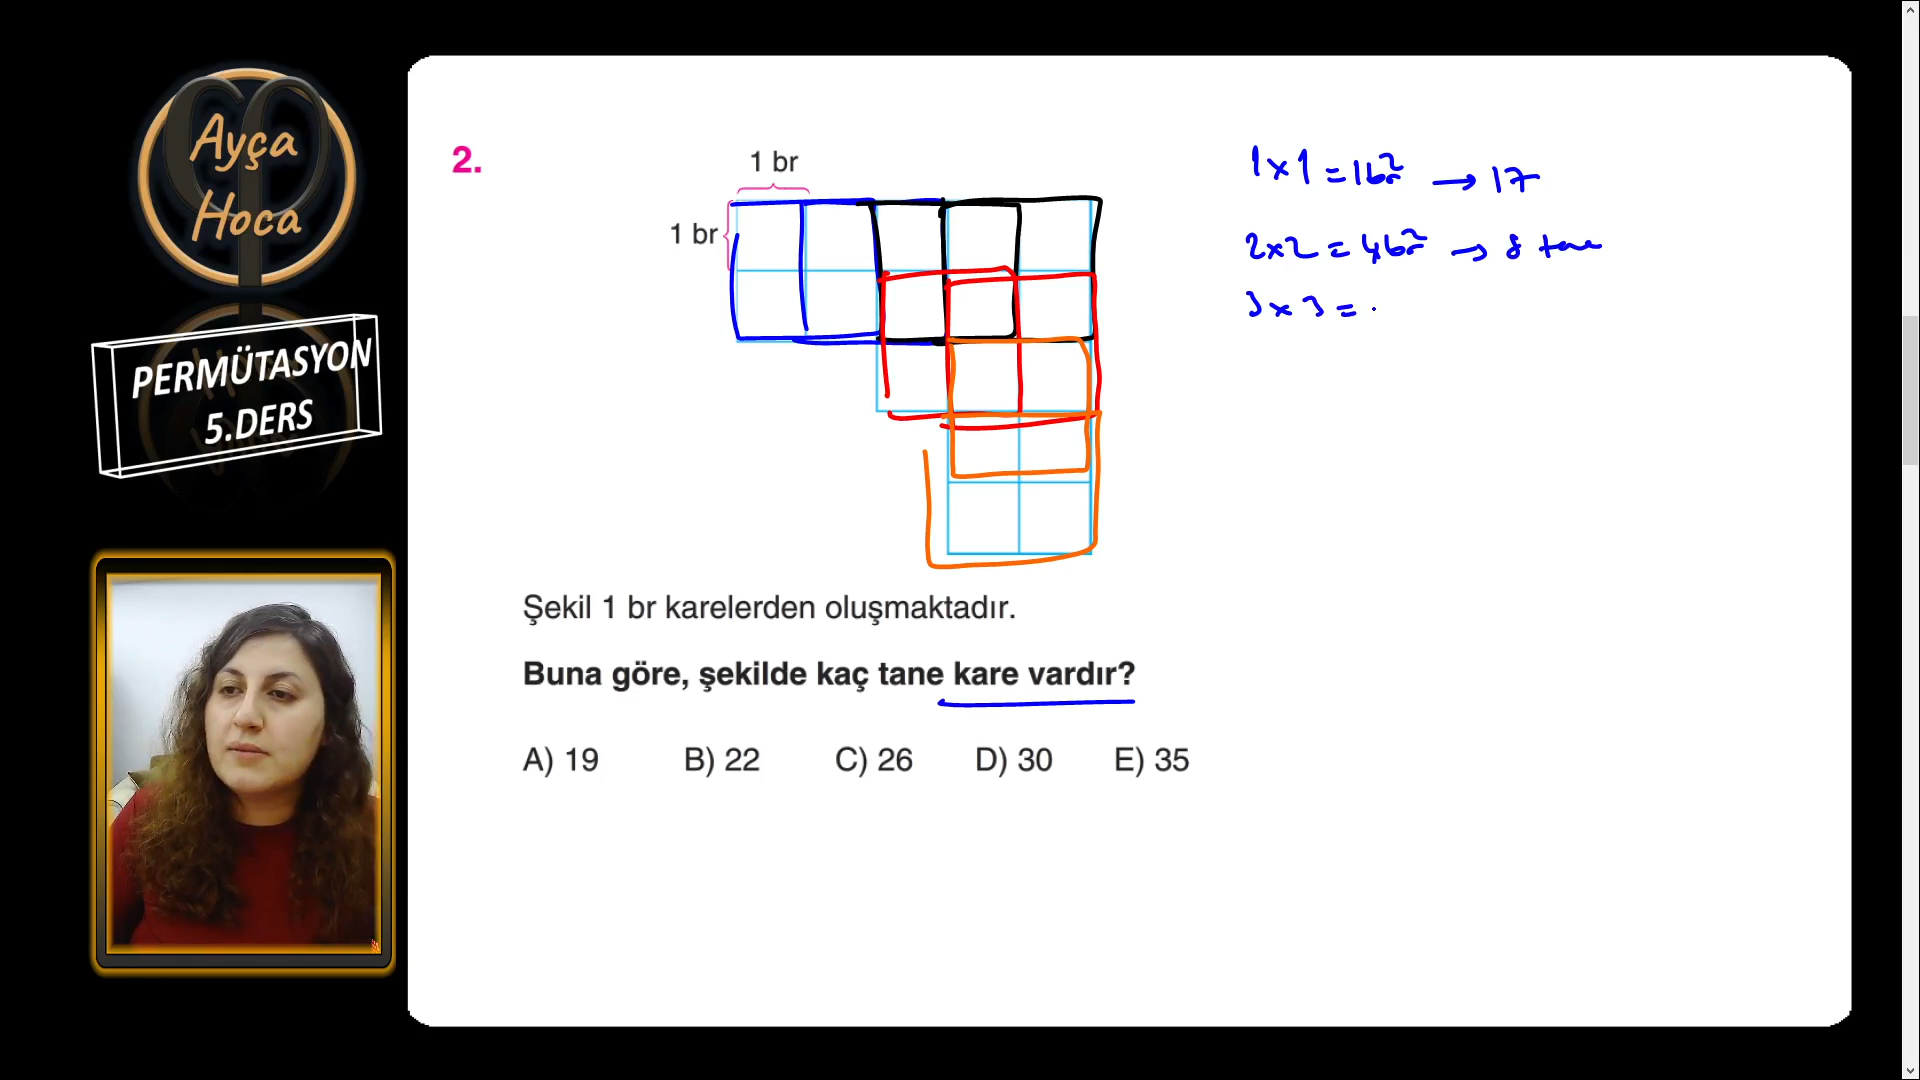 Ayça
Hoca
PERMÜTASYON
5.DERS
2.
1 br
1 br
1x1 = 1br² → 17
2x2 = 4br² → 8 tane
3x3 =
Şekil 1 br karelerden oluşmaktadır.
Buna göre, şekilde kaç tane kare vardır?
A) 19 B) 22 C) 26 D) 30 E) 35